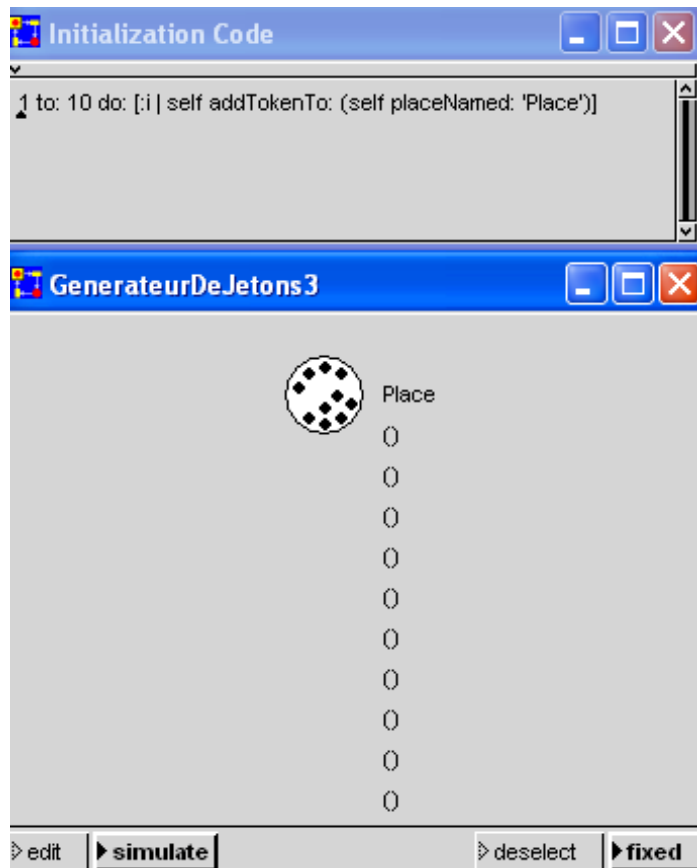 Initialization Code
1 to: 10 do: [:i | self addTokenTo: (self placeNamed: 'Place')]
GenerateurDeJetons3
Place
()
()
()
()
()
()
()
()
()
()
edit simulate deselect fixed